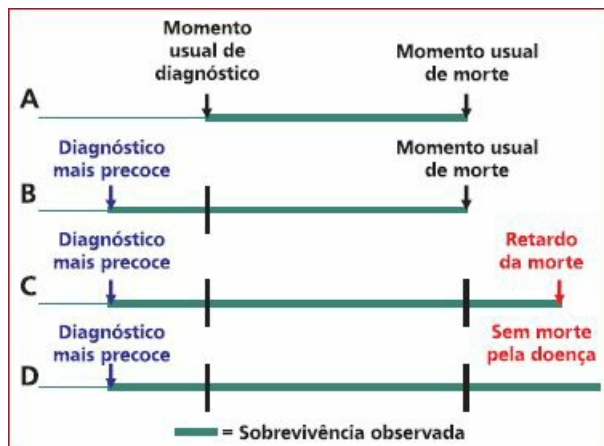 Momento
usual de
diagnóstico
Momento usual
de morte
A
Diagnóstico
mais precoce
Momento usual
de morte
B
Diagnóstico
mais precoce
Retardo
da morte
C
Diagnóstico
mais precoce
Sem morte
pela doença
D
= Sobrevivência observada